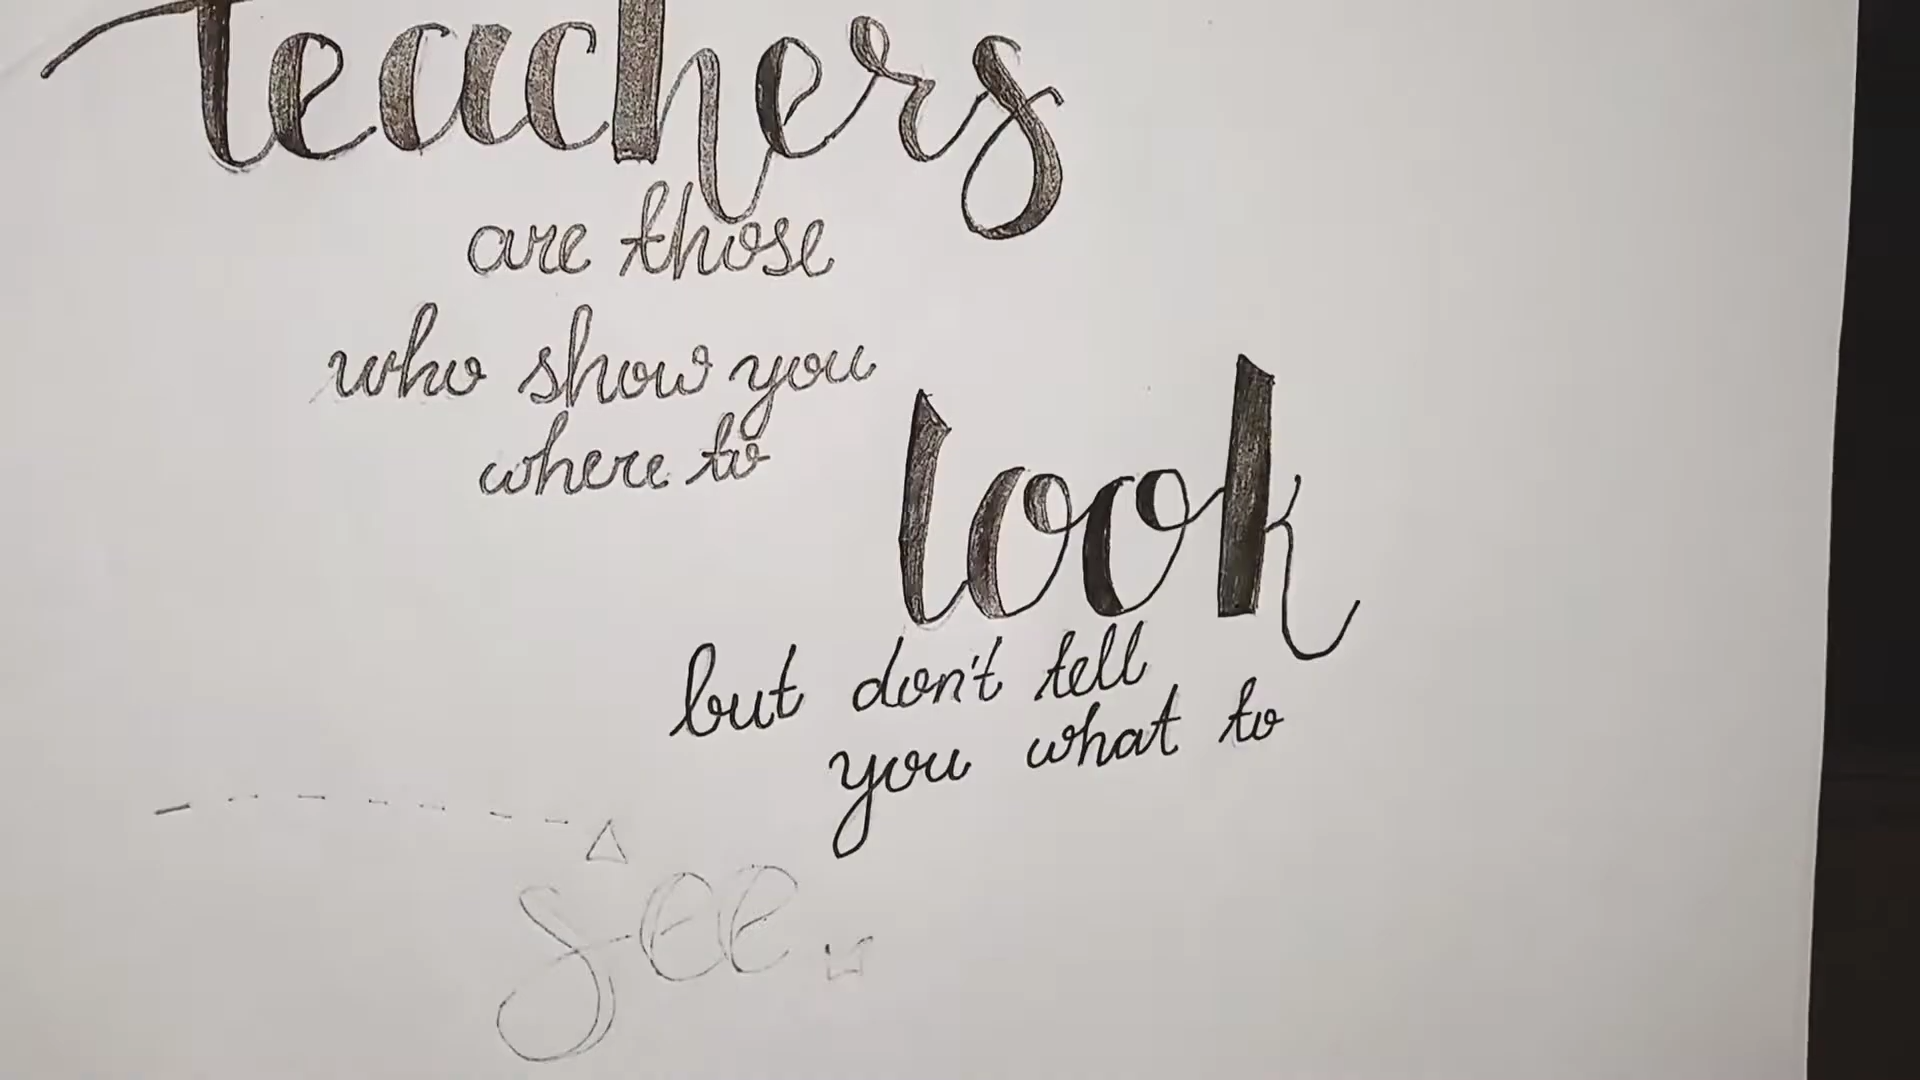 teachers
are those
who show you
where to
look
but don't tell
you what to
see.